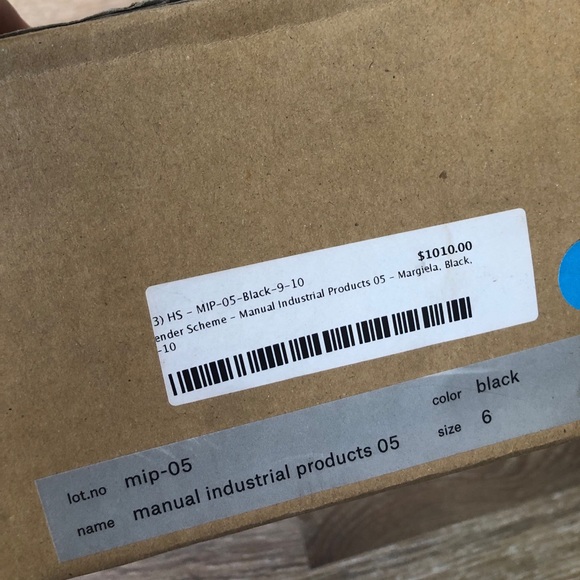 $1010.00
3) HS - MIP-05-Black-9-10
ender Scheme - Manual Industrial Products 05 - Margiela, Black,
-10
lot.no mip-05
color black
name manual industrial products 05
size 6